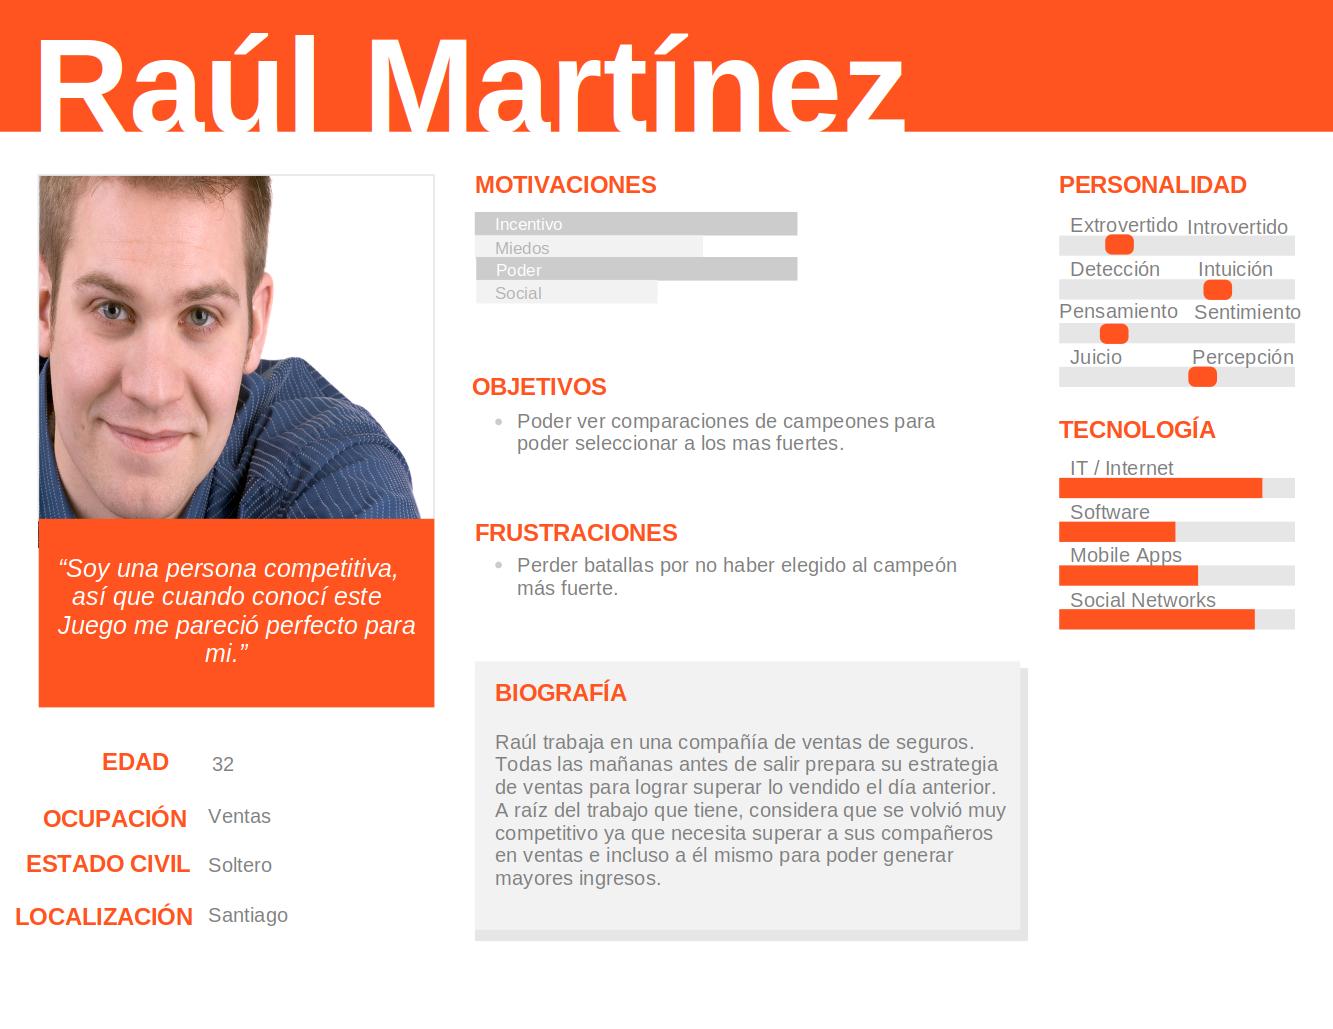 Raúl Martínez
“Soy una persona competitiva,
así que cuando conocí este
Juego me pareció perfecto para
mi.”
EDAD 32
OCUPACIÓN Ventas
ESTADO CIVIL Soltero
LOCALIZACIÓN Santiago
MOTIVACIONES
Incentivo
Miedos
Poder
Social
OBJETIVOS
• Poder ver comparaciones de campeones para
poder seleccionar a los mas fuertes.
FRUSTRACIONES
• Perder batallas por no haber elegido al campeón
más fuerte.
BIOGRAFÍA
Raúl trabaja en una compañía de ventas de seguros.
Todas las mañanas antes de salir prepara su estrategia
de ventas para lograr superar lo vendido el día anterior.
A raíz del trabajo que tiene, considera que se volvió muy
competitivo ya que necesita superar a sus compañeros
en ventas e incluso a él mismo para poder generar
mayores ingresos.
PERSONALIDAD
Extrovertido Introvertido
Detección Intuición
Pensamiento Sentimiento
Juicio Percepción
TECNOLOGÍA
IT / Internet
Software
Mobile Apps
Social Networks